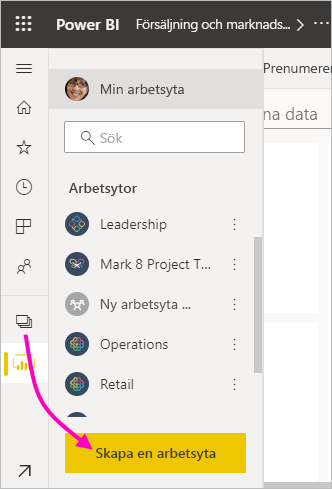 Power BI Försäljning och marknads...
Min arbetsyta
Prenumerer
Sök
na data
Arbetsytor
Leadership
Mark 8 Project T...
Ny arbetsyta ...
Operations
Retail
Skapa en arbetsyta